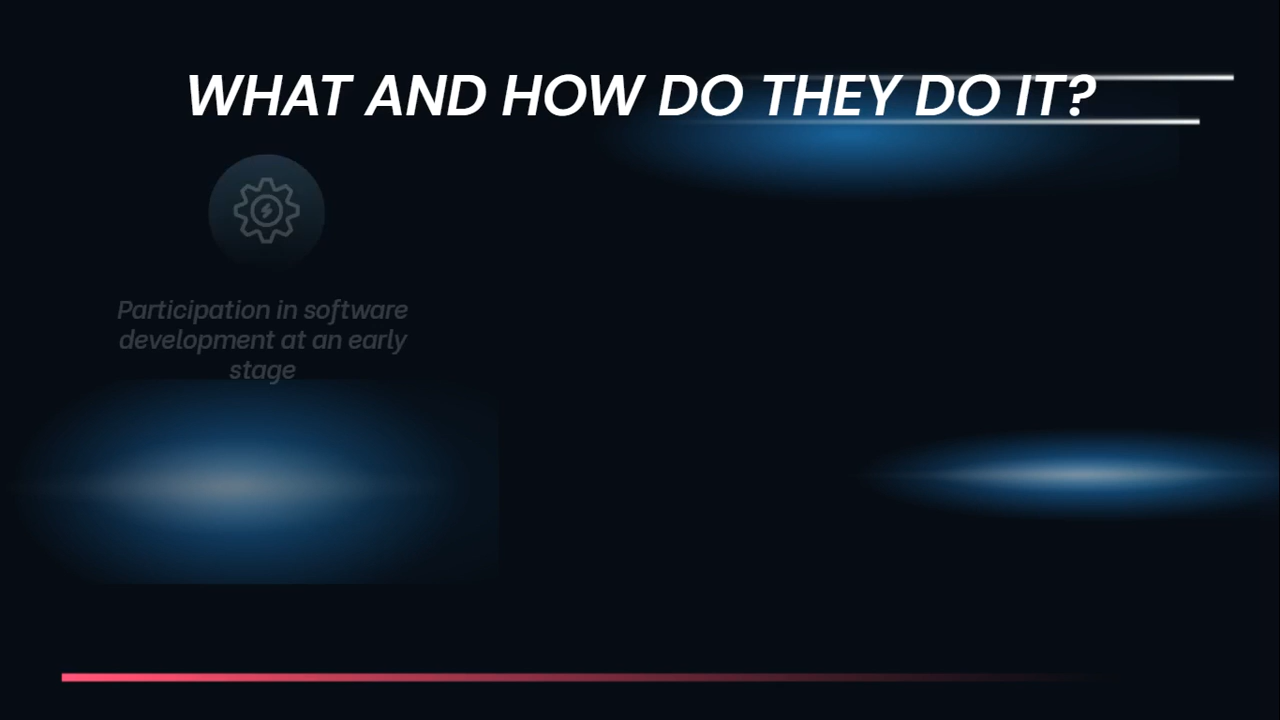 WHAT AND HOW DO THEY DO IT?
Participation in software
development at an early
stage